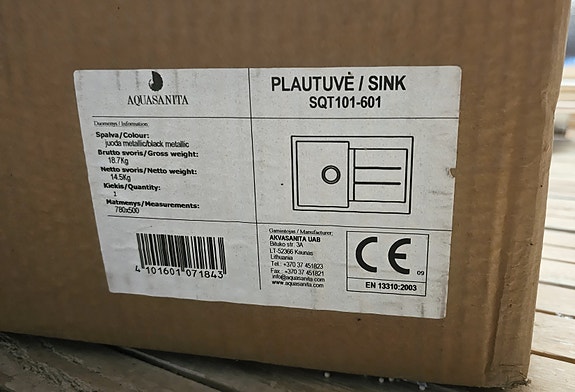 AQUASANITA
PLAUTUVĖ / SINK
SQT101-601
Duomenys / Information
Spalva/Colour:
juoda metallic/black metallic
Brutto svoris/Gross weight:
18.7Kg
Netto svoris/Netto weight:
14.5Kg
Kiekis/Quantity:
1
Matmenys/Measurements:
780x500
4 101601 071843
Gamintojas / Manufacturer:
AKVASANITA UAB
Bituko str. 3A
LT-52366 Kaunas
Lithuania
Tel.: +370 37 451823
Fax.: +370 37 451821
info@aquasanita.com
www.aquasanita.com
CE
09
EN 13310:2003